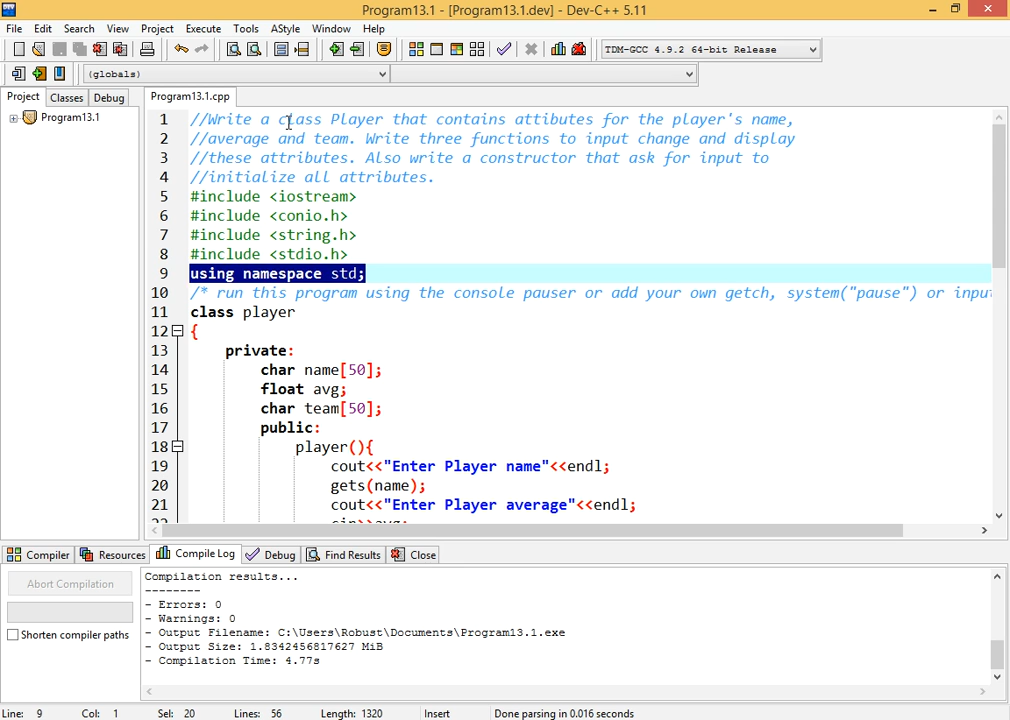 Program13.1 - [Program13.1.dev] - Dev-C++ 5.11
File Edit Search View Project Execute Tools AStyle Window Help
TDM-GCC 4.9.2 64-bit Release
(globals)
Project Classes Debug Program13.1.cpp
Program13.1
1 //Write a class Player that contains attibutes for the player's name,
2 //average and team. Write three functions to input change and display
3 //these attributes. Also write a constructor that ask for input to
4 //initialize all attributes.
5 #include <iostream>
6 #include <conio.h>
7 #include <string.h>
8 #include <stdio.h>
9 using namespace std;
10 /* run this program using the console pauser or add your own getch, system("pause") or inpu
11 class player
12 {
13 private:
14 char name[50];
15 float avg;
16 char team[50];
17 public:
18 player(){
19 cout<<"Enter Player name"<<endl;
20 gets(name);
21 cout<<"Enter Player average"<<endl;
22 cin>>avg;
Compiler Resources Compile Log Debug Find Results Close
Abort Compilation
Shorten compiler paths
Compilation results...
--------
- Errors: 0
- Warnings: 0
- Output Filename: C:\Users\Robust\Documents\Program13.1.exe
- Output Size: 1.8342456817627 MiB
- Compilation Time: 4.77s
Line: 9 Col: 1 Sel: 20 Lines: 56 Length: 1320 Insert Done parsing in 0.016 seconds